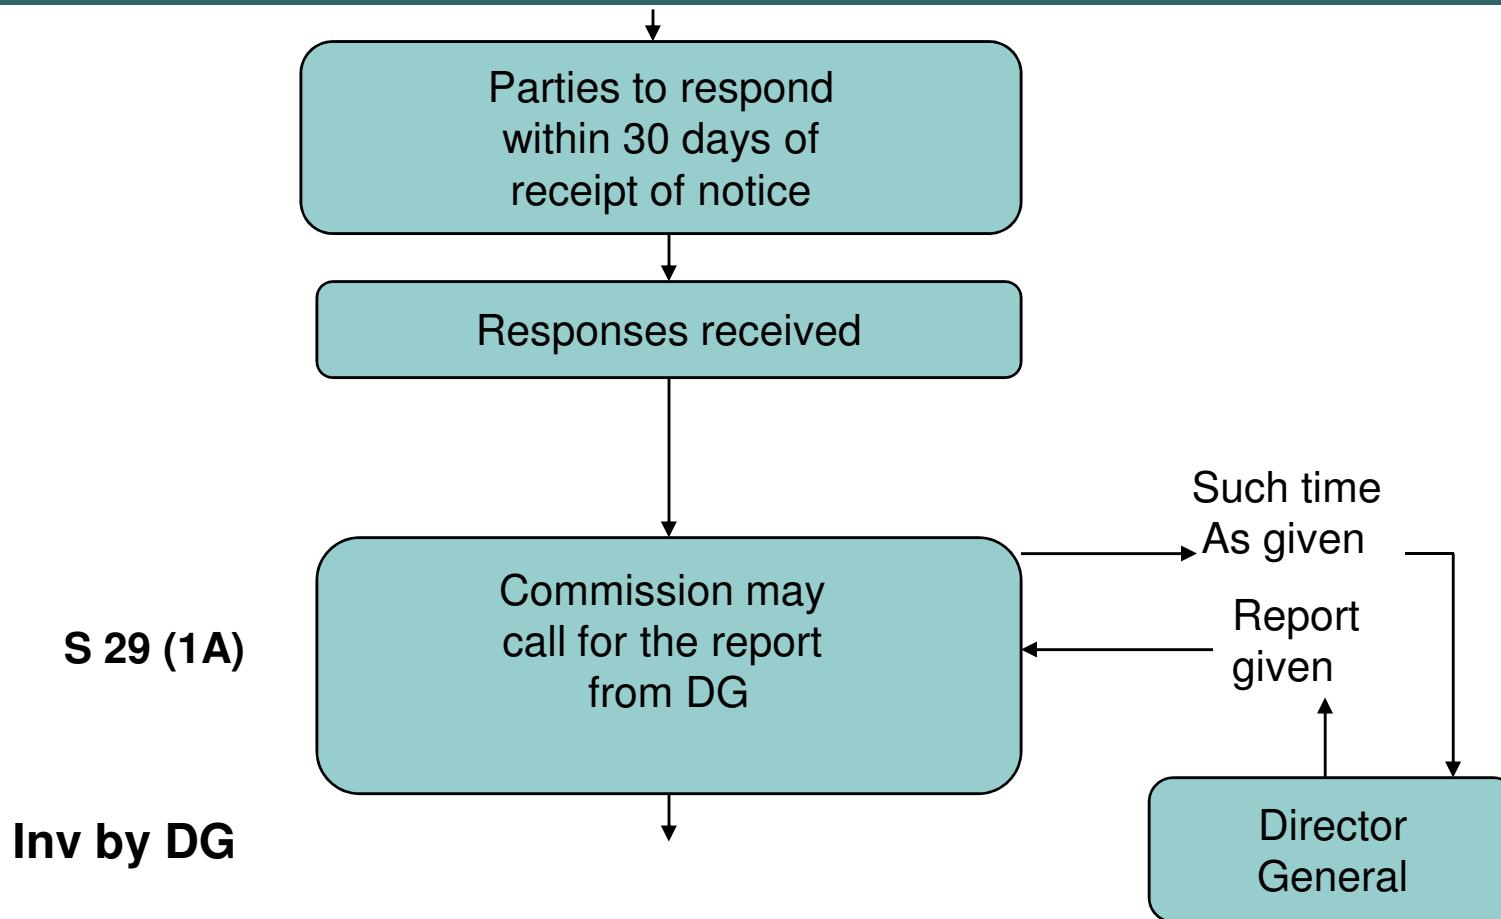 Parties to respond
within 30 days of
receipt of notice
Responses received
Such time
As given
Commission may
call for the report
from DG
Report
given
S 29 (1A)
Inv by DG
Director
General